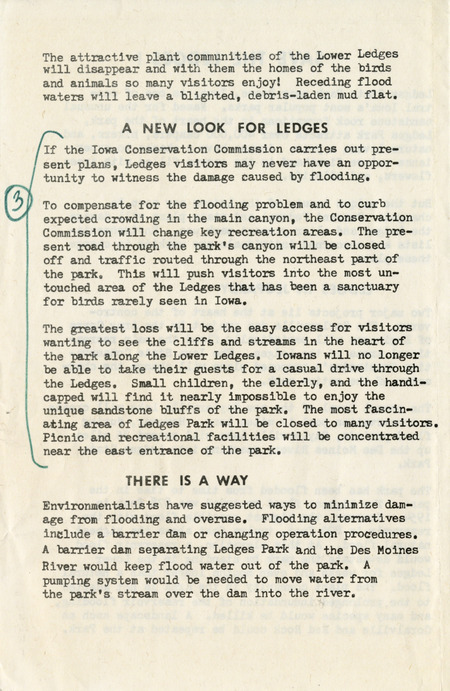 The attractive plant communities of the Lower Ledges
will disappear and with them the homes of the birds
and animals so many visitors enjoy! Receding flood
waters will leave a blighted, debris-laden mud flat.
A NEW LOOK FOR LEDGES
If the Iowa Conservation Commission carries out pre-
sent plans, Ledges visitors may never have an oppor-
tunity to witness the damage caused by flooding.
3
To compensate for the flooding problem and to curb
expected crowding in the main canyon, the Conservation
Commission will change key recreation areas. The pre-
sent road through the park's canyon will be closed
off and traffic routed through the northeast part of
the park. This will push visitors into the most un-
touched area of the Ledges that has been a sanctuary
for birds rarely seen in Iowa.
The greatest loss will be the easy access for visitors
wanting to see the cliffs and streams in the heart of
the park along the Lower Ledges. Iowans will no longer
be able to take their guests for a casual drive through
the Ledges. Small children, the elderly, and the handi-
capped will find it nearly impossible to enjoy the
unique sandstone bluffs of the park. The most fascin-
ating area of Ledges Park will be closed to many visitors.
Picnic and recreational facilities will be concentrated
near the east entrance of the park.
THERE IS A WAY
Environmentalists have suggested ways to minimize dam-
age from flooding and overuse. Flooding alternatives
include a barrier dam or changing operation procedures.
A barrier dam separating Ledges Park and the Des Moines
River would keep flood water out of the park. A
pumping system would be needed to move water from
the park's stream over the dam into the river.